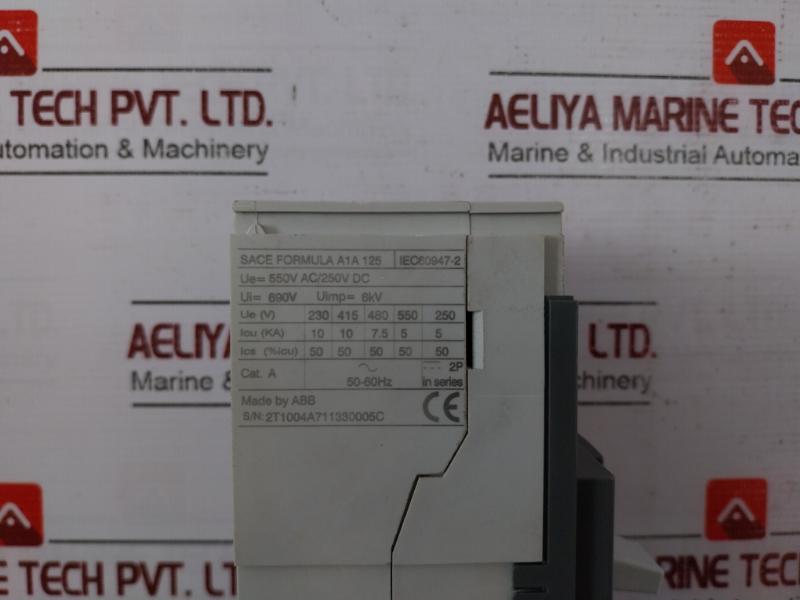 TECH PVT. LTD.
utomation & Machinery
AELIYA MARINE TEC
Marine & Industrial Automa
SACE FORMULA A1A 125 IEC60947-2
Ue= 550V AC/250V DC
Ui= 690V Uimp= 6kV
Ue (V) 230 415 480 550 250
Icu (KA) 10 10 7.5 5 5
Ics (%Icu) 50 50 50 50 50
Cat. A 50-60Hz 2P in series
Made by ABB
S/N: 2T1004A711330005C
CE
AELIYA
Marine &
LTD.
chinery
TECH PVT.
RINE TEC